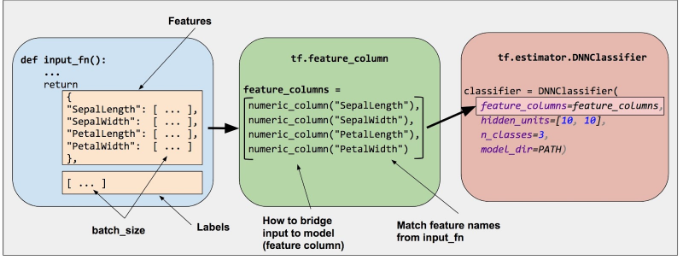 Features
def input_fn():
...
return
{
"SepalLength": [ ... ],
"SepalWidth": [ ... ],
"PetalLength": [ ... ],
"PetalWidth": [ ... ]
},
[ ... ]
batch_size
Labels
tf.feature_column
feature_columns =
numeric_column("SepalLength"),
numeric_column("SepalWidth"),
numeric_column("PetalLength"),
numeric_column("PetalWidth")
How to bridge
input to model
(feature column)
Match feature names
from input_fn
tf.estimator.DNNClassifier
classifier = DNNClassifier(
feature_columns=feature_columns,
hidden_units=[10, 10],
n_classes=3,
model_dir=PATH)